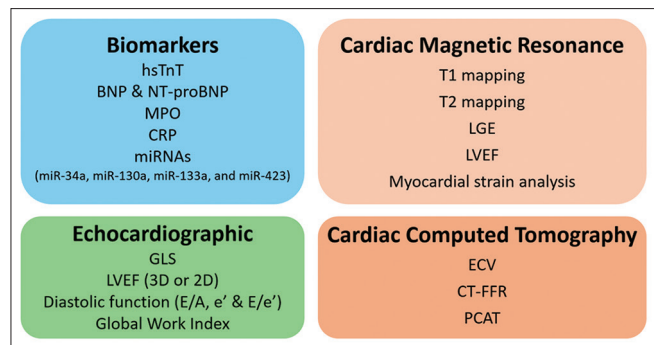 Biomarkers
hsTnT
BNP & NT-proBNP
MPO
CRP
miRNAs
(miR-34a, miR-130a, miR-133a, and miR-423)
Cardiac Magnetic Resonance
T1 mapping
T2 mapping
LGE
LVEF
Myocardial strain analysis
Echocardiographic
GLS
LVEF (3D or 2D)
Diastolic function (E/A, e’ & E/e’)
Global Work Index
Cardiac Computed Tomography
ECV
CT-FFR
PCAT